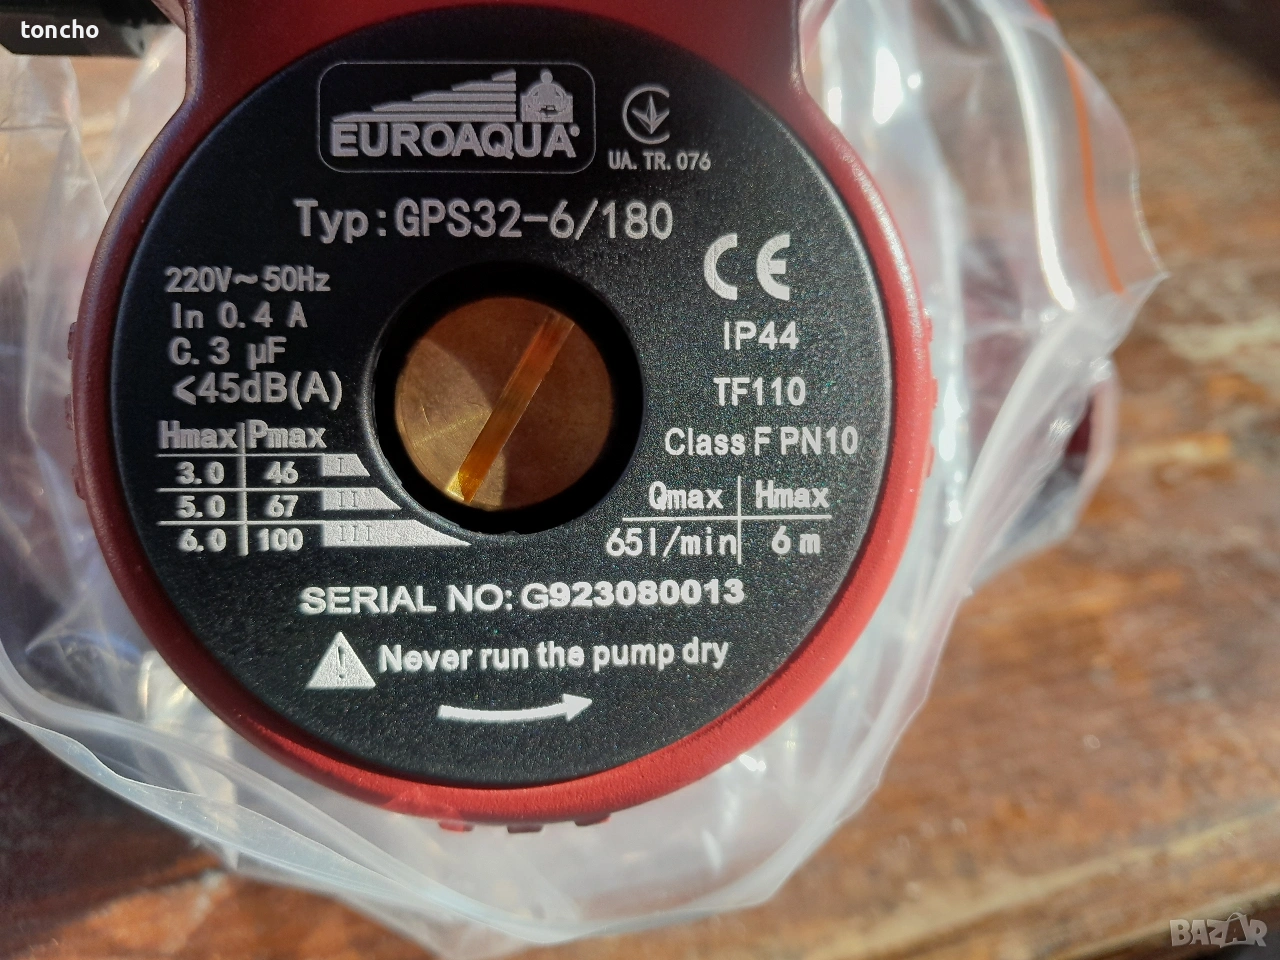 toncho
EUROAQUA®
UA. TR. 076
Typ: GPS32-6/180
220V~50Hz
In 0.4 A
C. 3 µF
<45dB(A)
Hmax Pmax
3.0 46 I
5.0 67 II
6.0 100 III
CE
IP44
TF110
Class F PN10
Qmax Hmax
65l/min 6 m
SERIAL NO: G923080013
Never run the pump dry
BAZAR